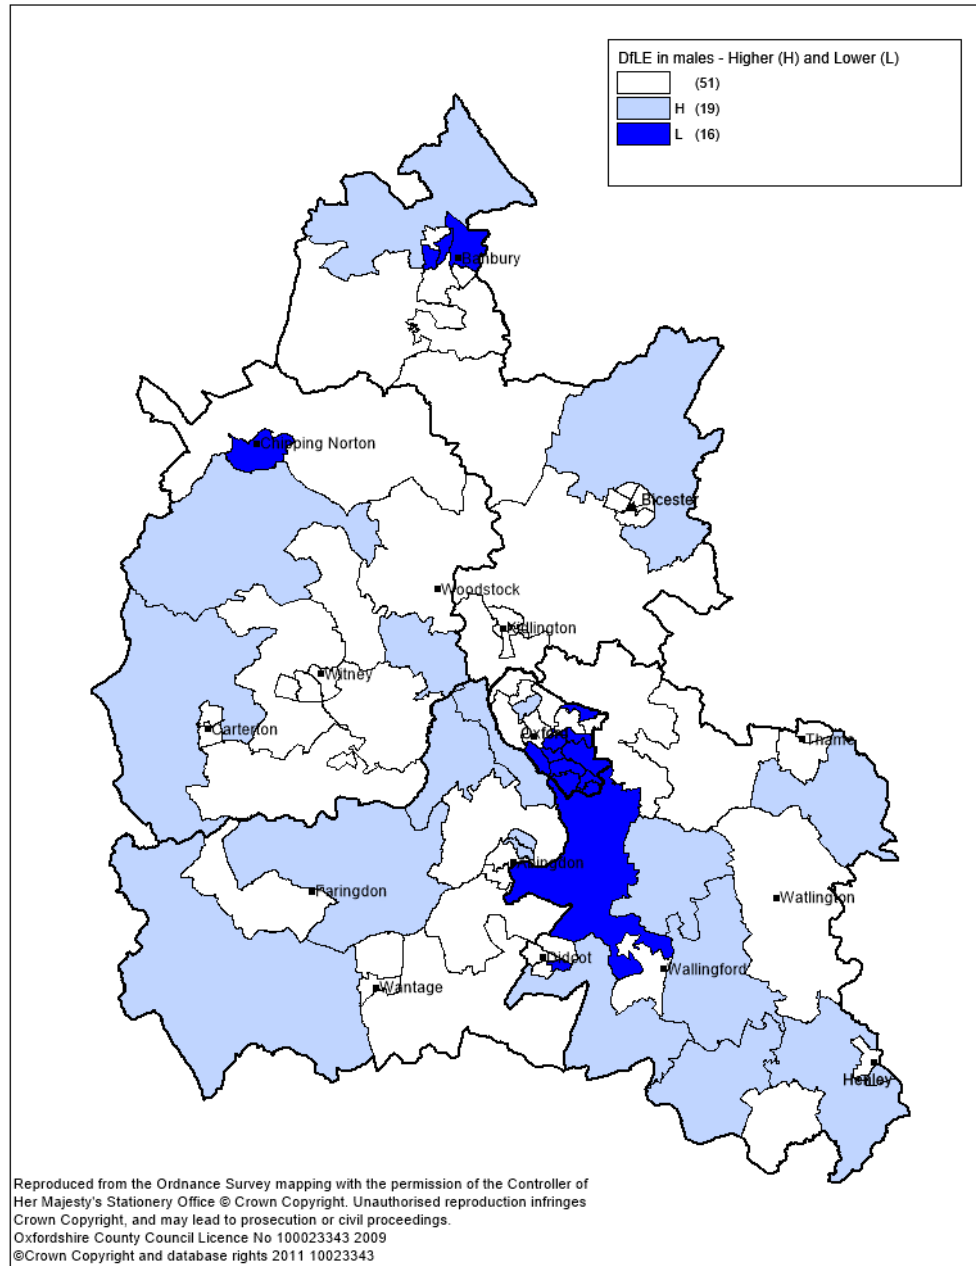 DfLE in males - Higher (H) and Lower (L)
(51)
H (19)
L (16)
Banbury
Chipping Norton
Bicester
Woodstock
Kidlington
Witney
Carterton
Oxford
Thame
Abingdon
Faringdon
Watlington
Didcot
Wallingford
Wantage
Henley
Reproduced from the Ordnance Survey mapping with the permission of the Controller of
Her Majesty's Stationery Office © Crown Copyright. Unauthorised reproduction infringes
Crown Copyright, and may lead to prosecution or civil proceedings.
Oxfordshire County Council Licence No 100023343 2009
©Crown Copyright and database rights 2011 10023343